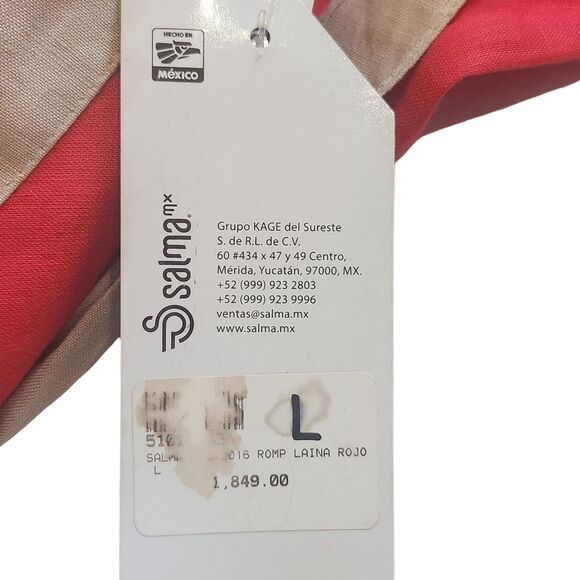 HECHO EN
MÉXICO
salma mx
Grupo KAGE del Sureste
S. de R.L. de C.V.
60 #434 x 47 y 49 Centro,
Mérida, Yucatán, 97000, MX.
+52 (999) 923 2803
+52 (999) 923 9996
ventas@salma.mx
www.salma.mx
L
ROMP LAINA ROJO
L
1,849.00